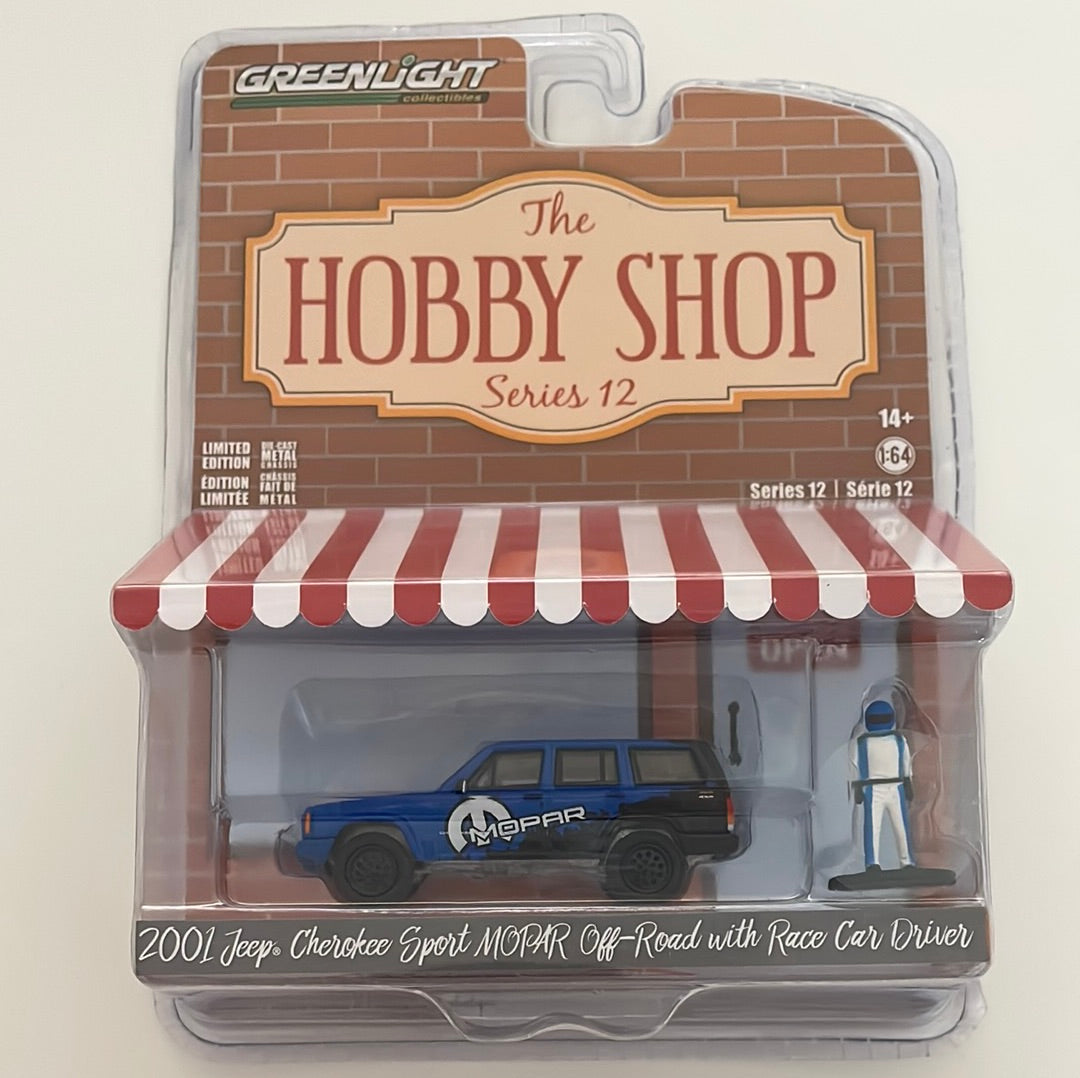 GREENLiGHT
collectibles
The
HOBBY SHOP
Series 12
14+
1:64
LIMITED
EDITION
DIE-CAST
METAL
CHASSIS
ÉDITION
LIMITÉE
CHÂSSIS
FAIT DE
MÉTAL
Series 12 | Série 12
OPEN
MOPAR
2001 Jeep® Cherokee Sport MOPAR Off-Road with Race Car Driver